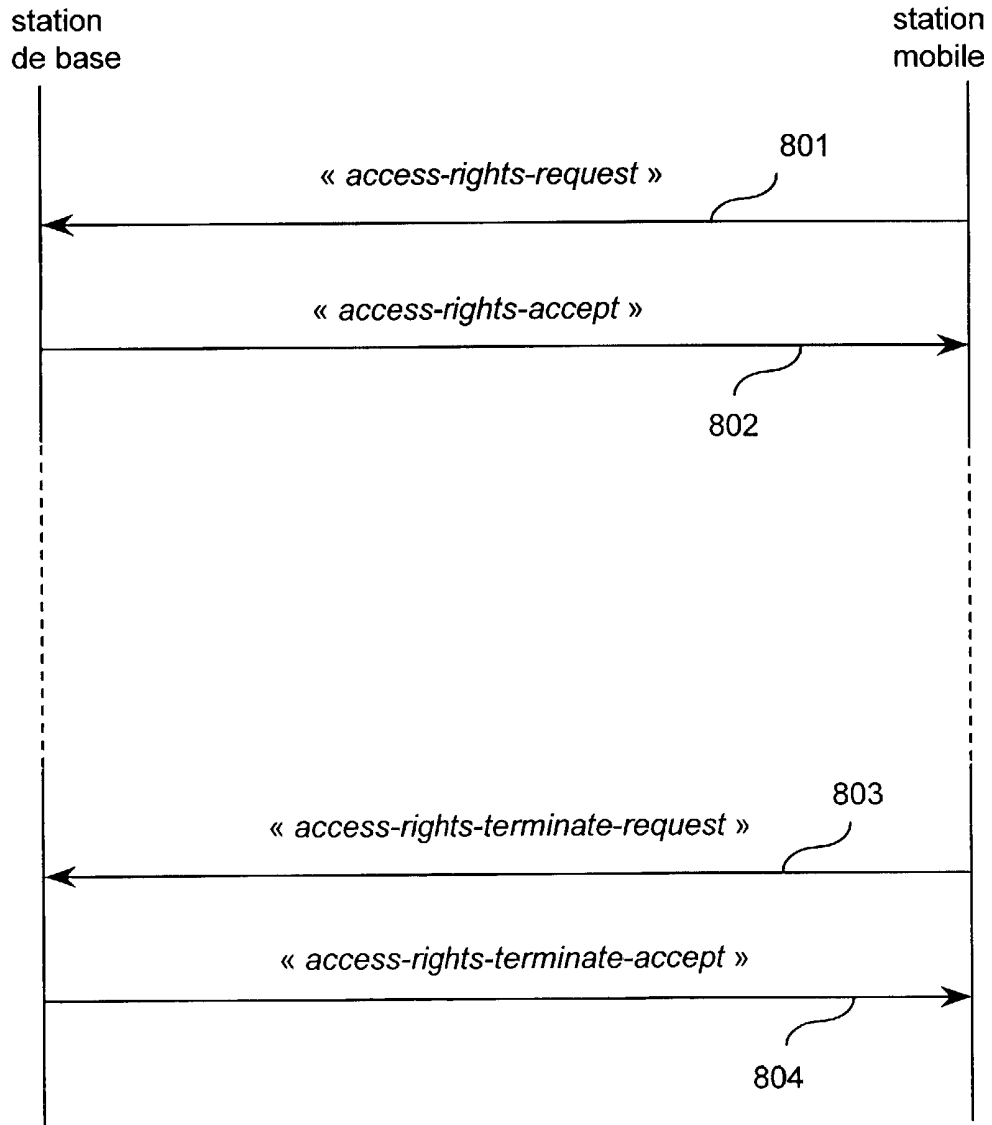 station
de base
station
mobile
801
« access-rights-request »
« access-rights-accept »
802
803
« access-rights-terminate-request »
« access-rights-terminate-accept »
804